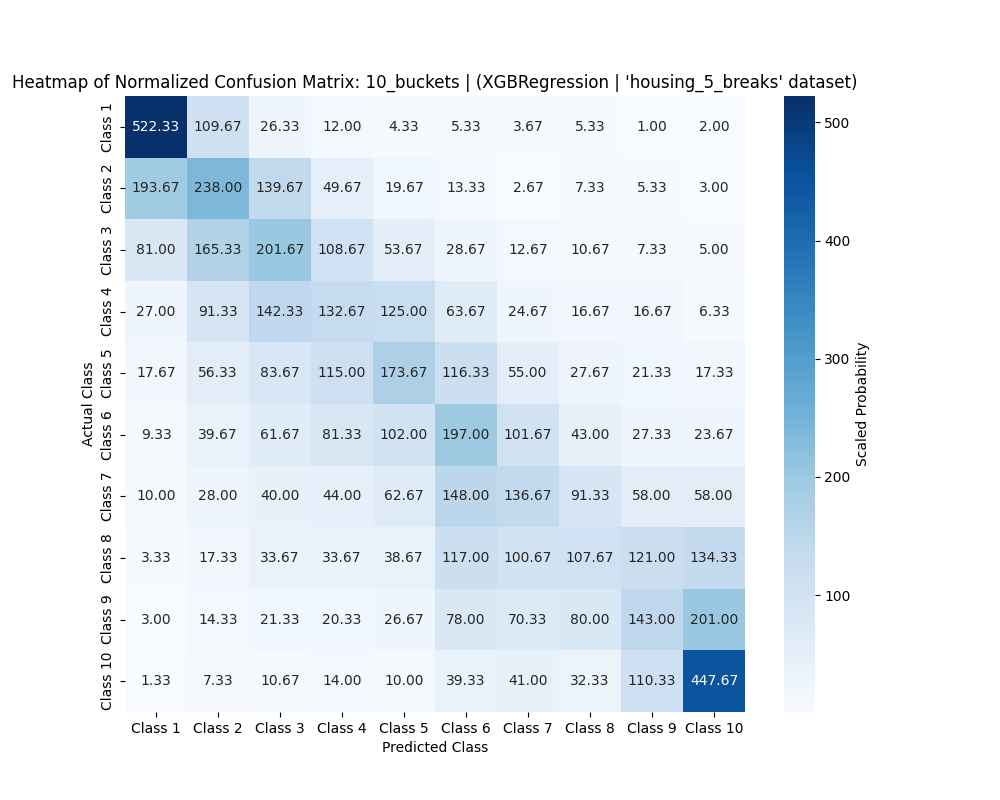 Heatmap of Normalized Confusion Matrix: 10_buckets | (XGBRegression | 'housing_5_breaks' dataset)
Class 1 522.33 109.67 26.33 12.00 4.33 5.33 3.67 5.33 1.00 2.00
Class 2 193.67 238.00 139.67 49.67 19.67 13.33 2.67 7.33 5.33 3.00
Class 3 81.00 165.33 201.67 108.67 53.67 28.67 12.67 10.67 7.33 5.00
Class 4 27.00 91.33 142.33 132.67 125.00 63.67 24.67 16.67 16.67 6.33
Class 5 17.67 56.33 83.67 115.00 173.67 116.33 55.00 27.67 21.33 17.33
Class 6 9.33 39.67 61.67 81.33 102.00 197.00 101.67 43.00 27.33 23.67
Class 7 10.00 28.00 40.00 44.00 62.67 148.00 136.67 91.33 58.00 58.00
Class 8 3.33 17.33 33.67 33.67 38.67 117.00 100.67 107.67 121.00 134.33
Class 9 3.00 14.33 21.33 20.33 26.67 78.00 70.33 80.00 143.00 201.00
Class 10 1.33 7.33 10.67 14.00 10.00 39.33 41.00 32.33 110.33 447.67
Class 1 Class 2 Class 3 Class 4 Class 5 Class 6 Class 7 Class 8 Class 9 Class 10
Predicted Class
Actual Class
500
400
300
200
100
Scaled Probability